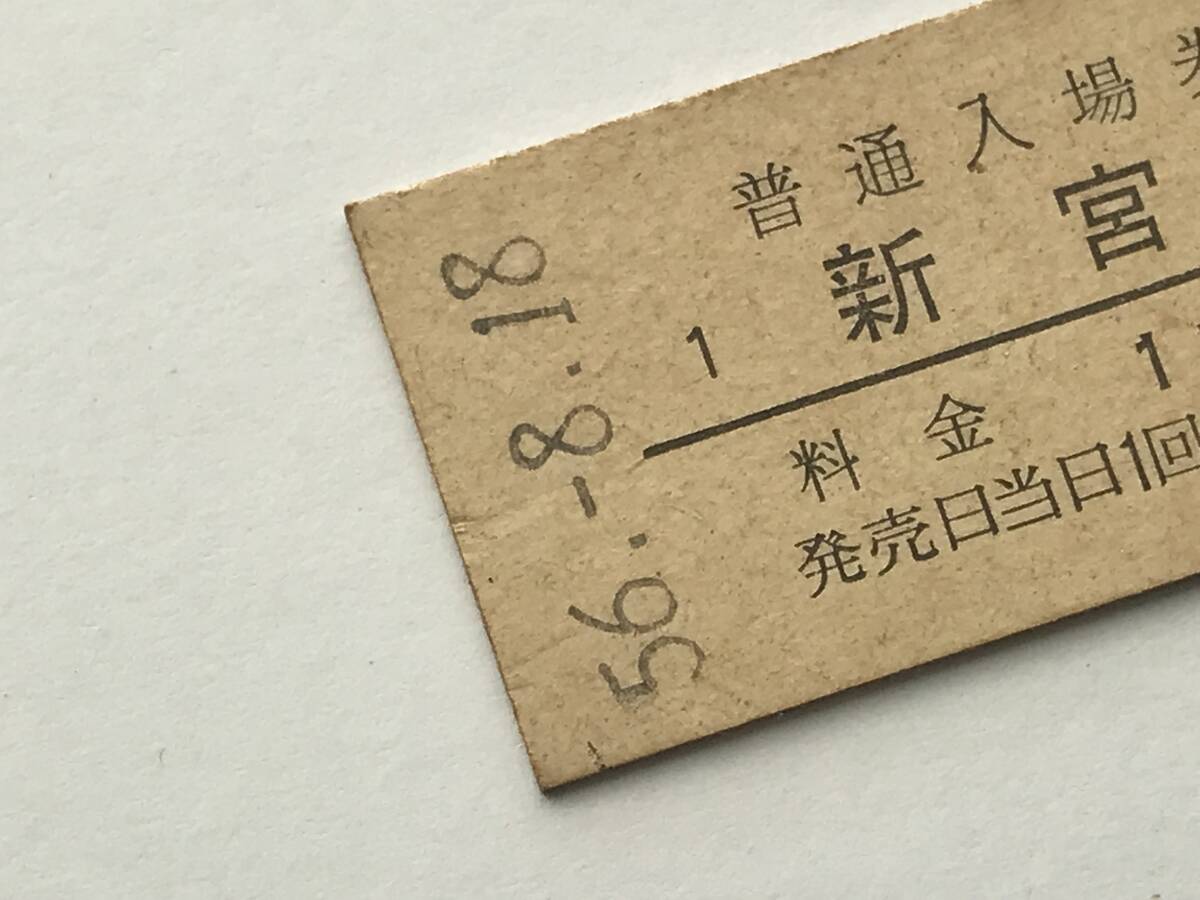 56.-8.18
普通入場
1 新宮
料金 1
発売日当日1回